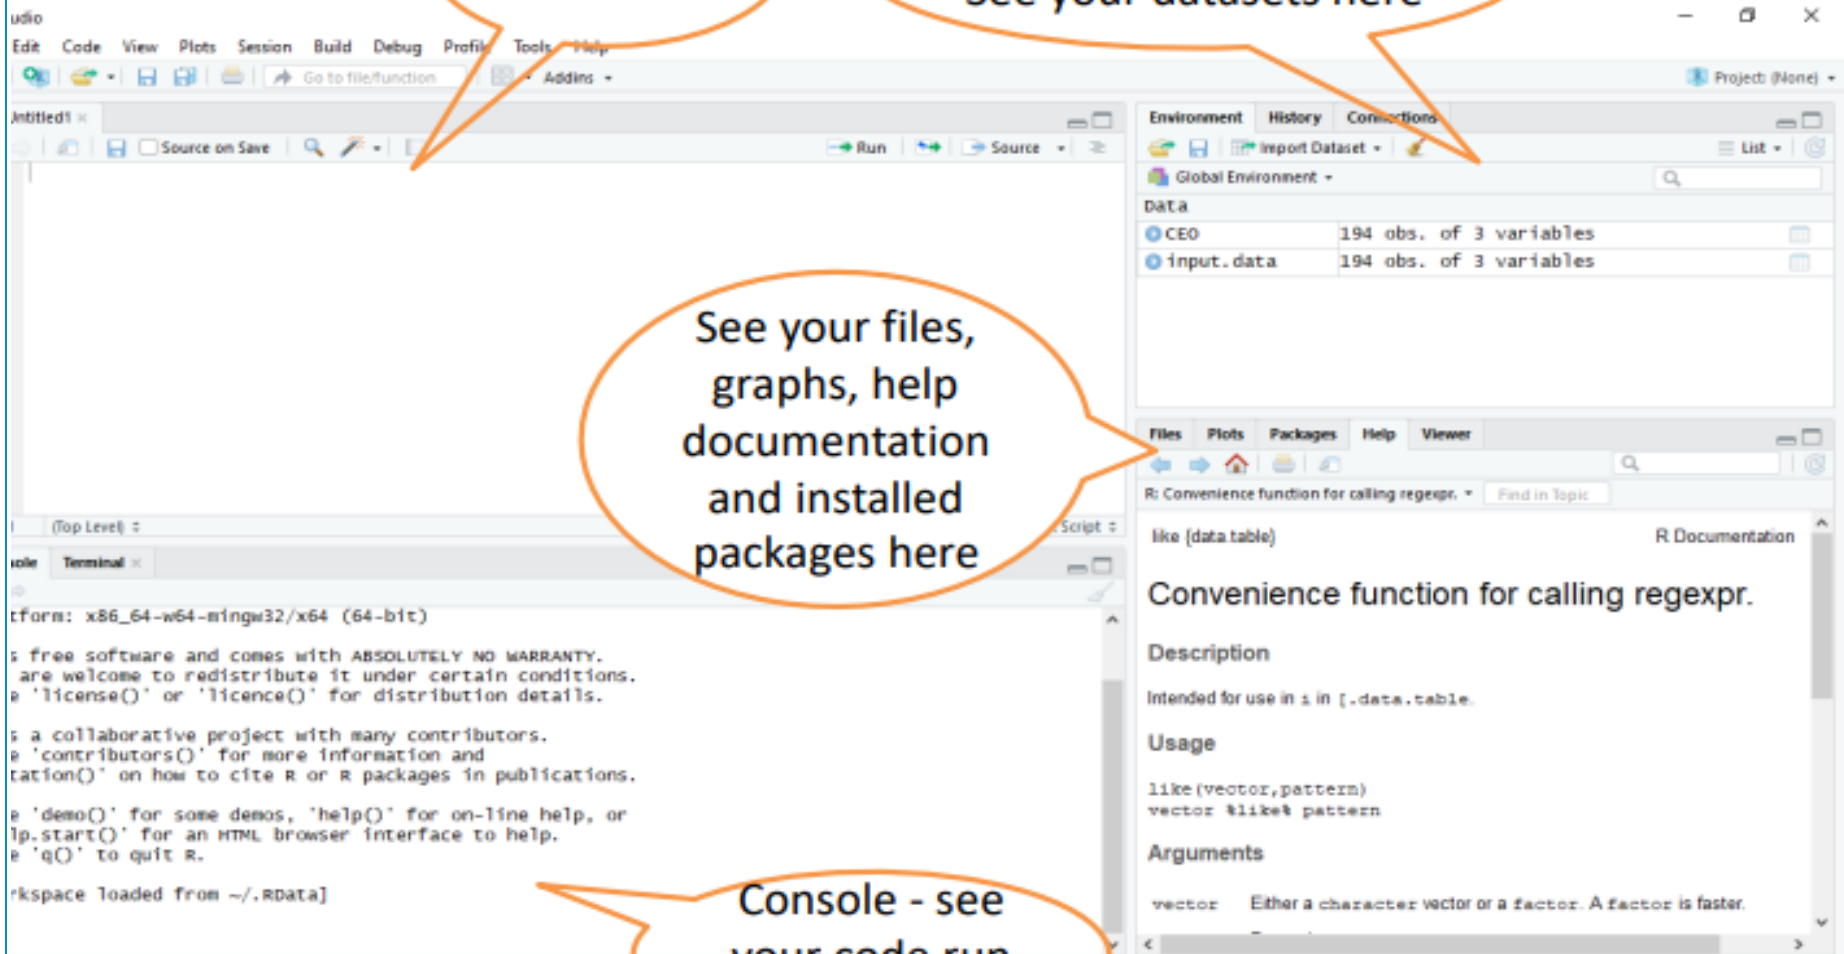 see your datasets here
udio
Edit Code View Plots Session Build Debug Profile Tools Help
Go to file/function Addins
Project: (None)
Untitled1
Source on Save
Run Source
Environment History Connections
Import Dataset List
Global Environment
Data
CEO 194 obs. of 3 variables
input.data 194 obs. of 3 variables
See your files,
graphs, help
documentation
and installed
packages here
(Top Level) Script
Files Plots Packages Help Viewer
R: Convenience function for calling regexpr. Find in Topic
like {data.table} R Documentation
Convenience function for calling regexpr.
Description
Intended for use in i in [.data.table.
Usage
like(vector,pattern)
vector %like% pattern
Arguments
vector Either a character vector or a factor. A factor is faster.
sole Terminal
tform: x86_64-w64-mingw32/x64 (64-bit)
s free software and comes with ABSOLUTELY NO WARRANTY.
are welcome to redistribute it under certain conditions.
e 'license()' or 'licence()' for distribution details.
s a collaborative project with many contributors.
e 'contributors()' for more information and
tation()' on how to cite R or R packages in publications.
e 'demo()' for some demos, 'help()' for on-line help, or
lp.start()' for an HTML browser interface to help.
e 'q()' to quit R.
rkspace loaded from ~/.RData]
Console - see
your code run